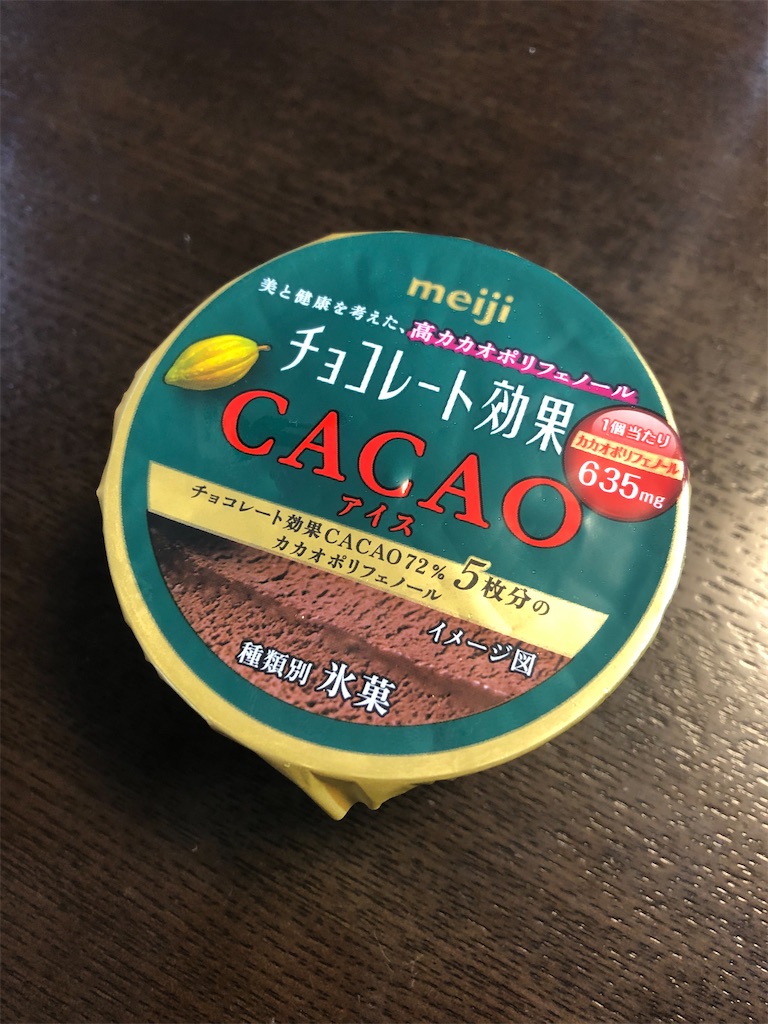 meiji
美と健康を考えた、高カカオポリフェノール
チョコレート効果
CACAO
アイス
1個当たり
カカオポリフェノール
635mg
チョコレート効果CACAO72% 5枚分の
カカオポリフェノール
イメージ図
種類別 氷菓